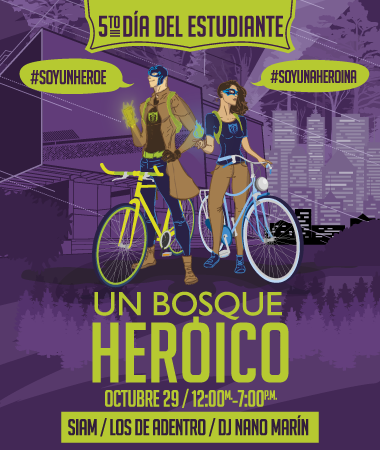 5TO DÍA DEL ESTUDIANTE
#SOYUNHEROE
#SOYUNAHEROINA
UN BOSQUE
HERÓICO
OCTUBRE 29 / 12:00M.-7:00P.M.
SIAM / LOS DE ADENTRO / DJ NANO MARÍN